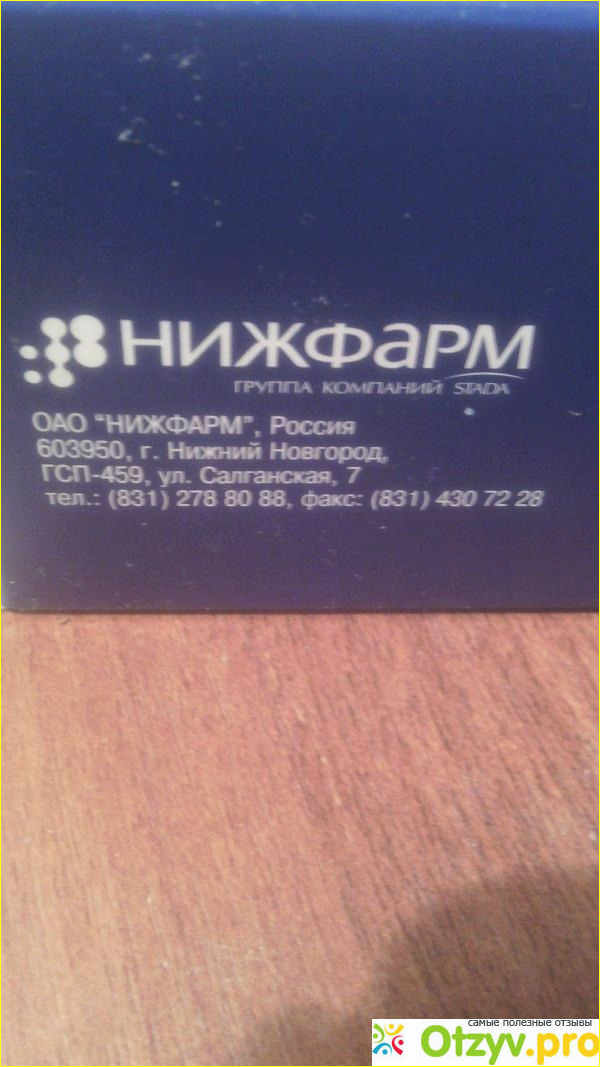 НИЖФАРМ
ГРУППА КОМПАНИЙ STADA
ОАО "НИЖФАРМ", Россия
603950, г. Нижний Новгород,
ГСП-459, ул. Салганская, 7
тел.: (831) 278 80 88, факс: (831) 430 72 28
самые полезные отзывы
Otzyv.pro